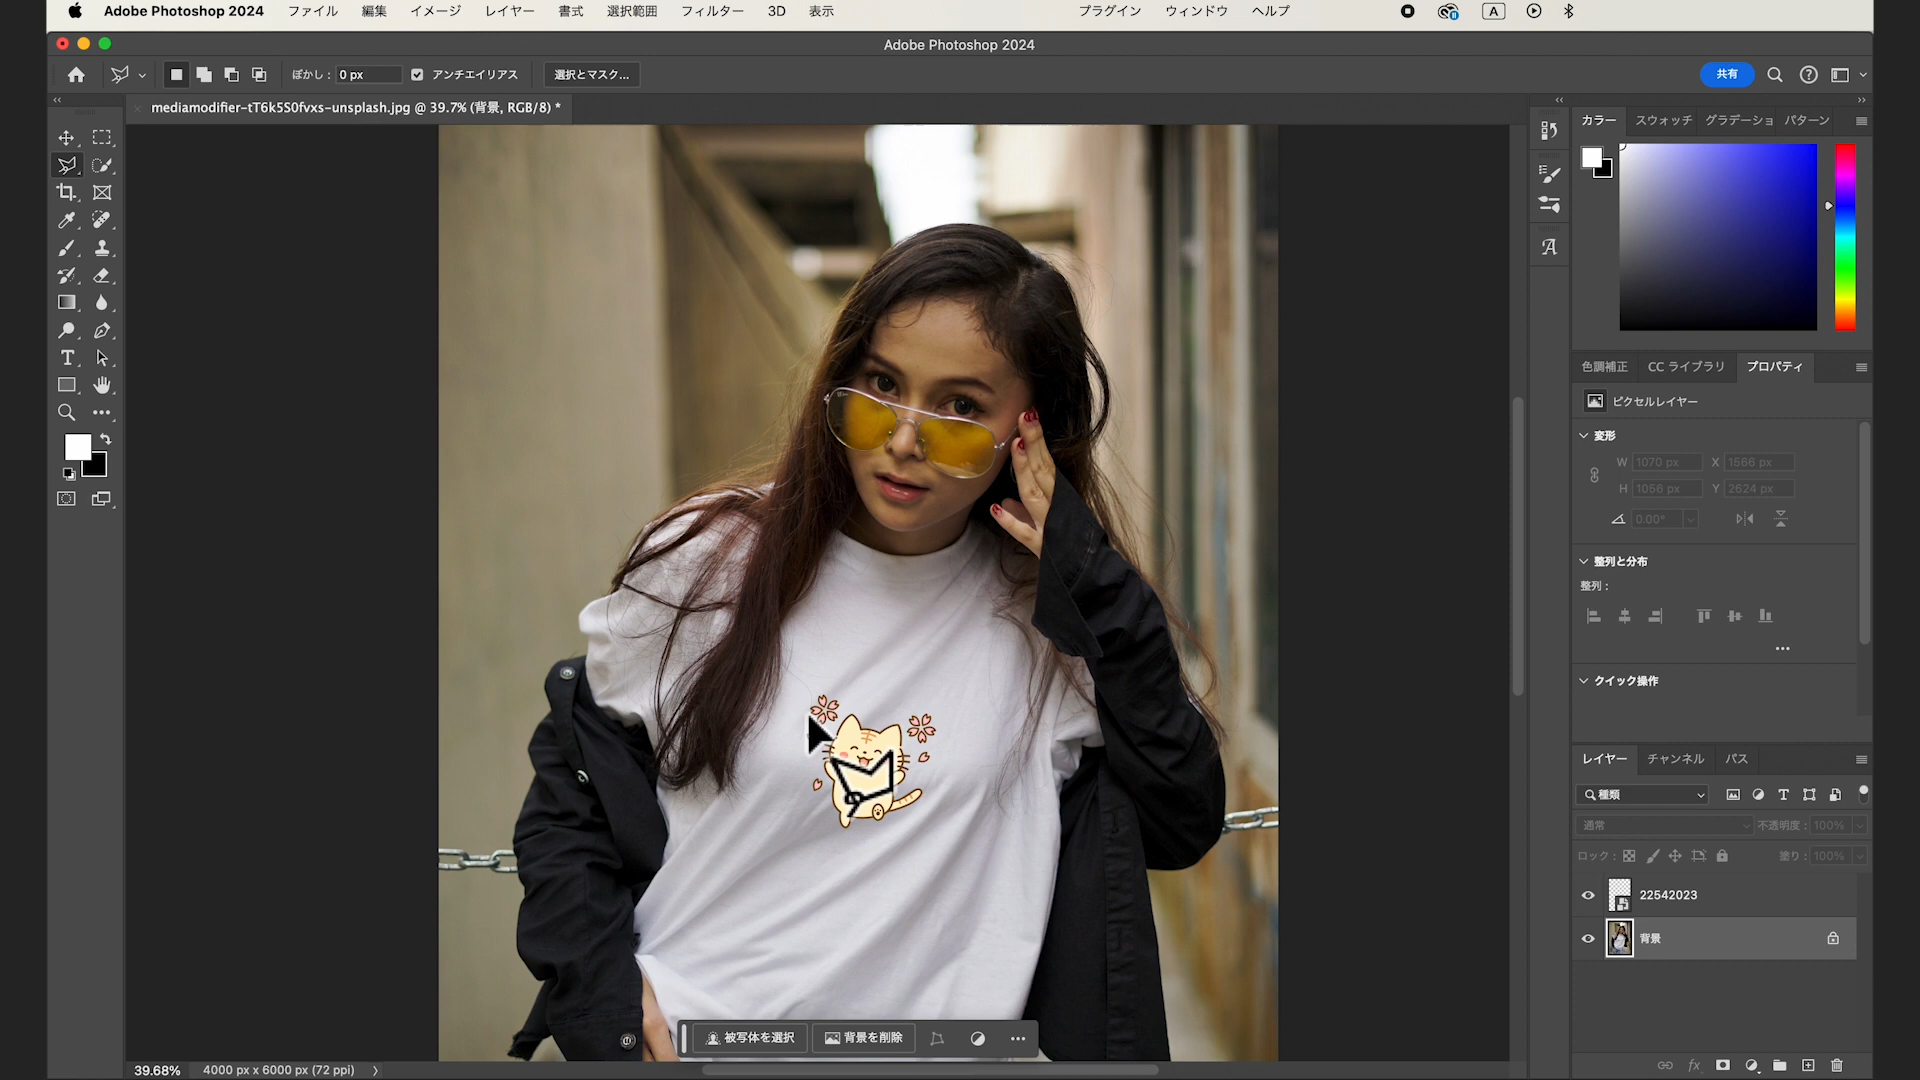 Adobe Photoshop 2024 ファイル 編集 イメージ レイヤー 書式 選択範囲 フィルター 3D 表示 プラグイン ウィンドウ ヘルプ A
Adobe Photoshop 2024
ぼかし : 0 px アンチエイリアス 選択とマスク... 共有
mediamodifier-tT6k5S0fvxs-unsplash.jpg @ 39.7% (背景, RGB/8) *
カラー スウォッチ グラデーショ パターン
色調補正 CC ライブラリ プロパティ
ピクセルレイヤー
変形
W 1070 px X 1566 px
H 1056 px Y 2624 px
0.00°
整列と分布
整列 :
クイック操作
レイヤー チャンネル パス
種類
通常 不透明度 : 100%
ロック : 塗り : 100%
22542023
背景
fx
被写体を選択 背景を削除
39.68% 4000 px x 6000 px (72 ppi)